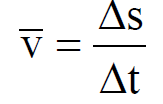 v̅ = Δs / Δt